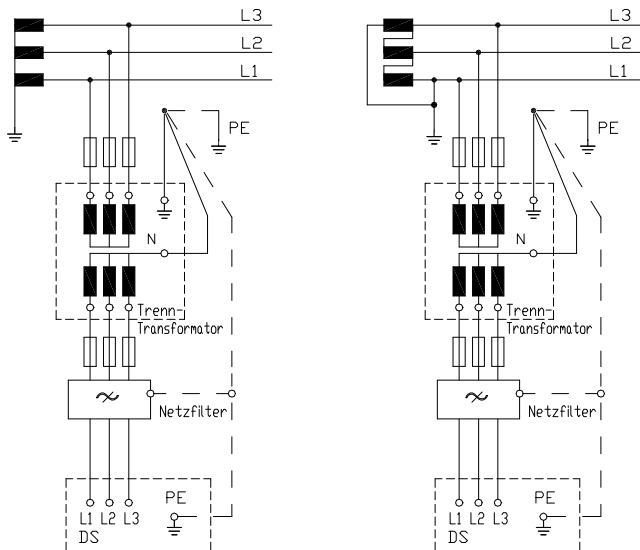 L3
L2
L1
PE
N
Trenn-
Transformator
Netzfilter
PE
L1 L2 L3
DS
L3
L2
L1
PE
N
Trenn-
Transformator
Netzfilter
PE
L1 L2 L3
DS